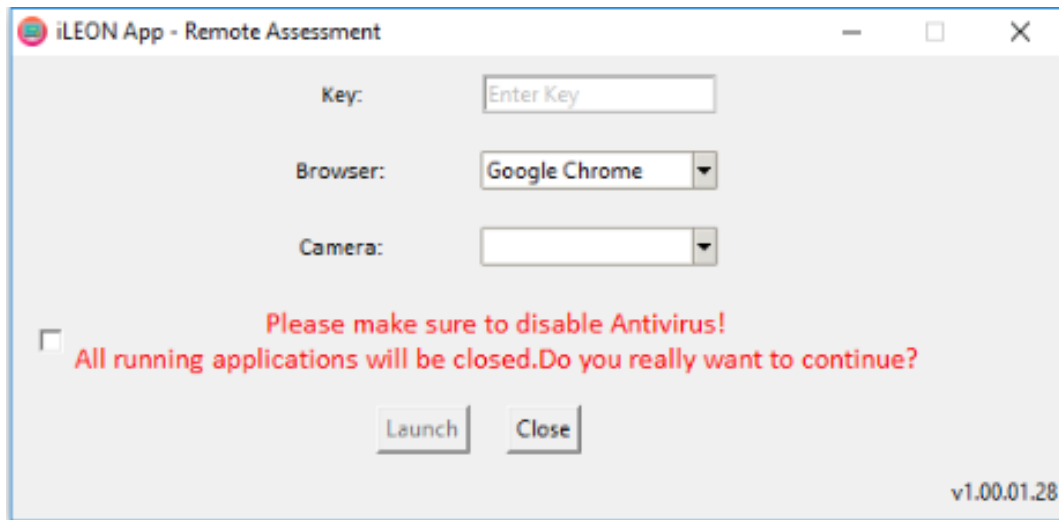 iLEON App - Remote Assessment
Key:
Enter Key
Browser:
Google Chrome
Camera:
Please make sure to disable Antivirus!
All running applications will be closed.Do you really want to continue?
Launch
Close
v1.00.01.28